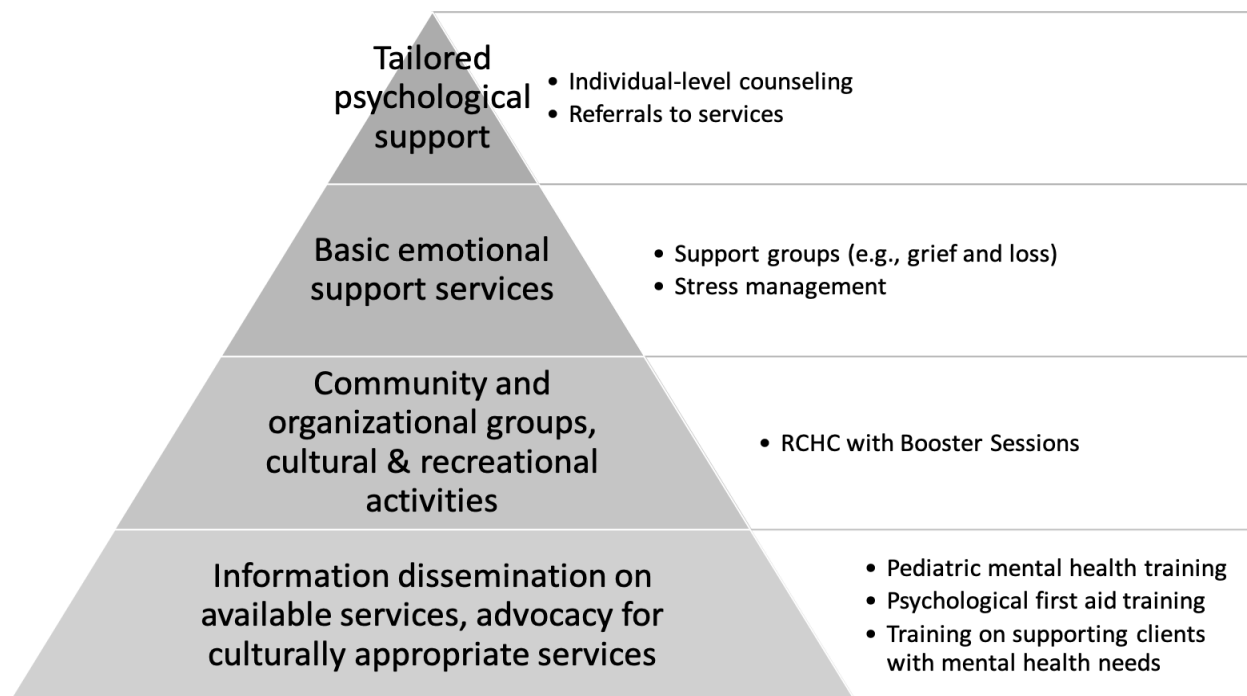 Tailored
psychological
support
• Individual-level counseling
• Referrals to services
Basic emotional
support services
• Support groups (e.g., grief and loss)
• Stress management
Community and
organizational groups,
cultural & recreational
activities
• RCHC with Booster Sessions
Information dissemination on
available services, advocacy for
culturally appropriate services
• Pediatric mental health training
• Psychological first aid training
• Training on supporting clients
with mental health needs